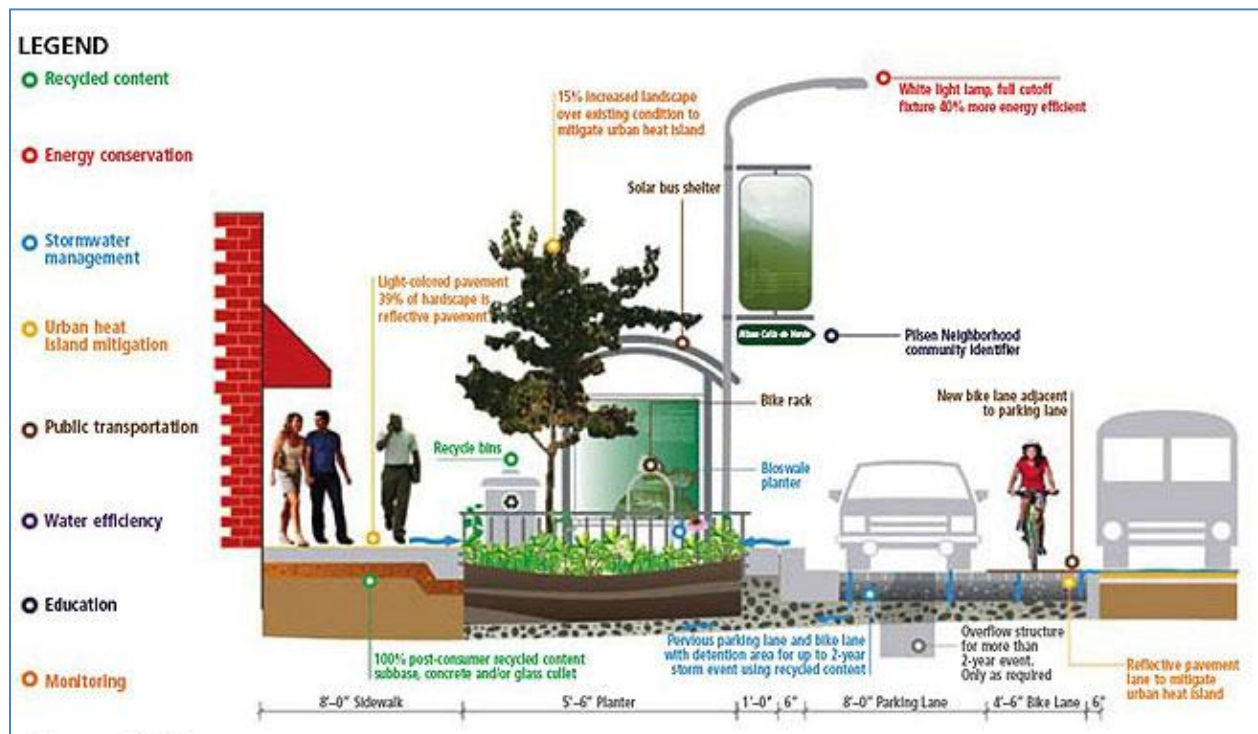 LEGEND
Recycled content
Energy conservation
Stormwater
management
Urban heat
island mitigation
Public transportation
Water efficiency
Education
Monitoring
15% increased landscape
over existing condition to
mitigate urban heat island
White light lamp, full cutoff
fixture 40% more energy efficient
Solar bus shelter
Light-colored pavement
39% of hardscape is
reflective pavement
Pilsen Neighborhood
community identifier
New bike lane adjacent
to parking lane
Bike rack
Recycle bins
Bioswale
planter
100% post-consumer recycled content
subbase, concrete and/or glass cullet
Pervious parking lane and bike lane
with detention area for up to 2-year
storm event using recycled content
Overflow structure
for more than
2-year event.
Only as required
Reflective pavement
lane to mitigate
urban heat island
8'-0" Sidewalk
5'-6" Planter
1'-0"
6"
8'-0" Parking Lane
4'-6" Bike Lane
6"